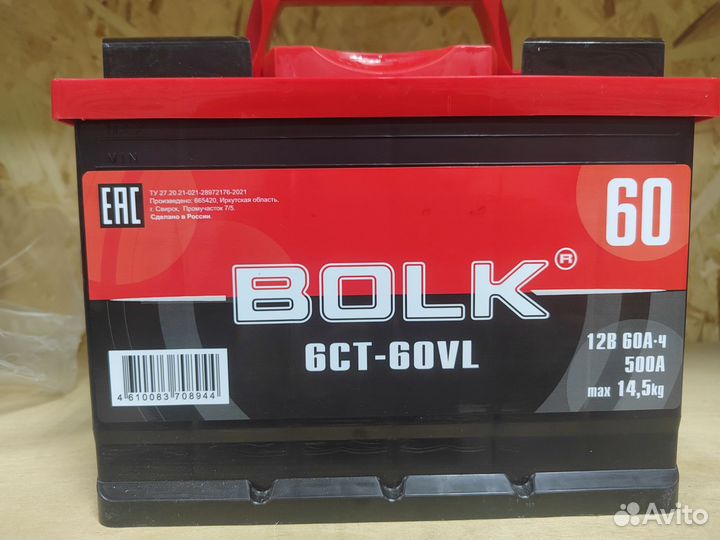 MIN
EAC
ТУ 27.20.21-021-28972176-2021
Произведено: 665420, Иркутская область,
г. Свирск, Промучасток 7/5.
Сделано в России.
60
BOLK®
6СТ-60VL
12В 60А·ч
500А
max 14,5kg
4 610083 708944
Avito